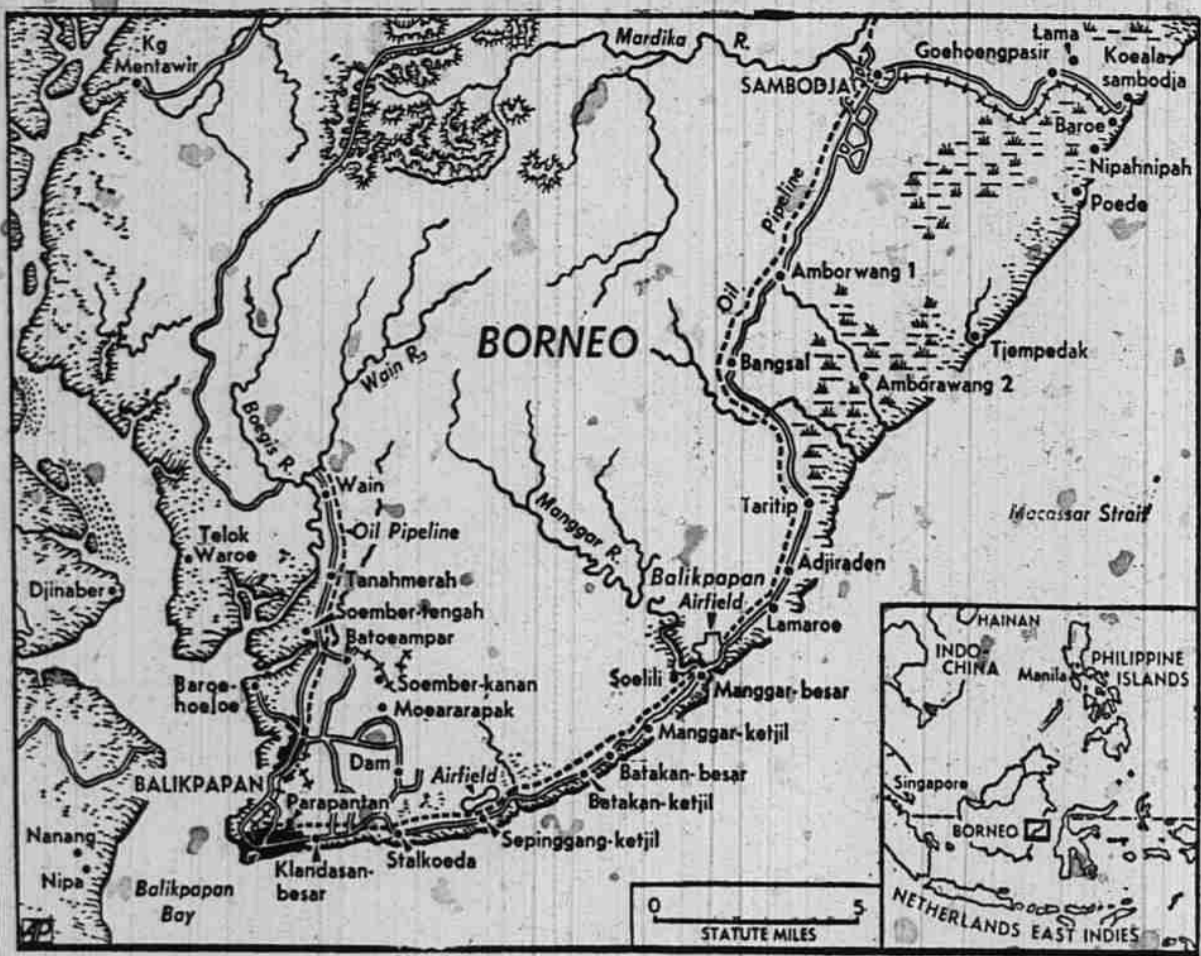 Kg
Mentawir
Mardika R.
Goehoengpasir
Lama
Koeala
sambodja
SAMBODJA
Baroe
Nipahnipah
Poede
Oil Pipeline
Amborwang 1
BORNEO
Bangsal
Tjempedak
Amborawang 2
Wain R.
Boegis R.
Wain
Manggar R.
Taritip
Macassar Strait
Oil Pipeline
Telok
Waroe
Djinaber
Tanahmerah
Balikpapan
Airfield
Adjiraden
Soember-tengah
Lamaroe
Batoeampar
Baroe-
hoeloe
Soember-kanan
Soelili
Manggar-besar
Moeararapak
Manggar-ketjil
Dam
Airfield
Batakan-besar
BALIKPAPAN
Parapantan
Batakan-ketjil
Sepinggang-ketjil
Stalkoeda
Klandasan-
besar
Nanang
Nipa
Balikpapan
Bay
AP
0 5
STATUTE MILES
HAINAN
INDO-
CHINA
Manila
PHILIPPINE
ISLANDS
Singapore
BORNEO
NETHERLANDS EAST INDIES